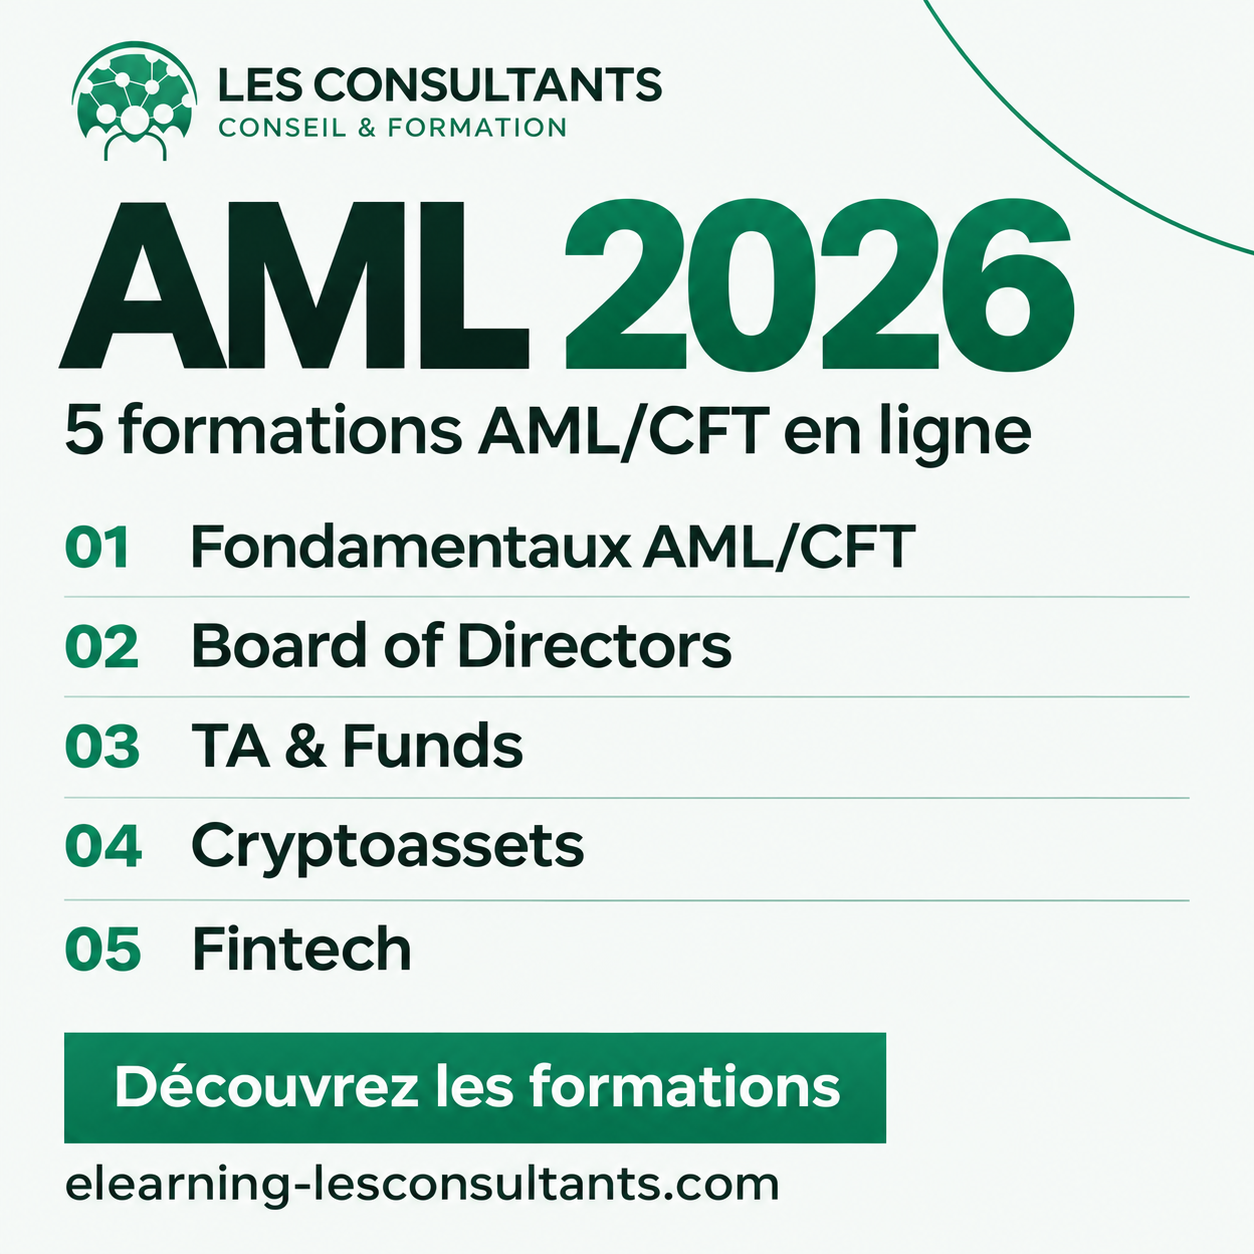 LES CONSULTANTS
CONSEIL & FORMATION
AML 2026
5 formations AML/CFT en ligne
01 Fondamentaux AML/CFT
02 Board of Directors
03 TA & Funds
04 Cryptoassets
05 Fintech
Découvrez les formations
elearning-lesconsultants.com